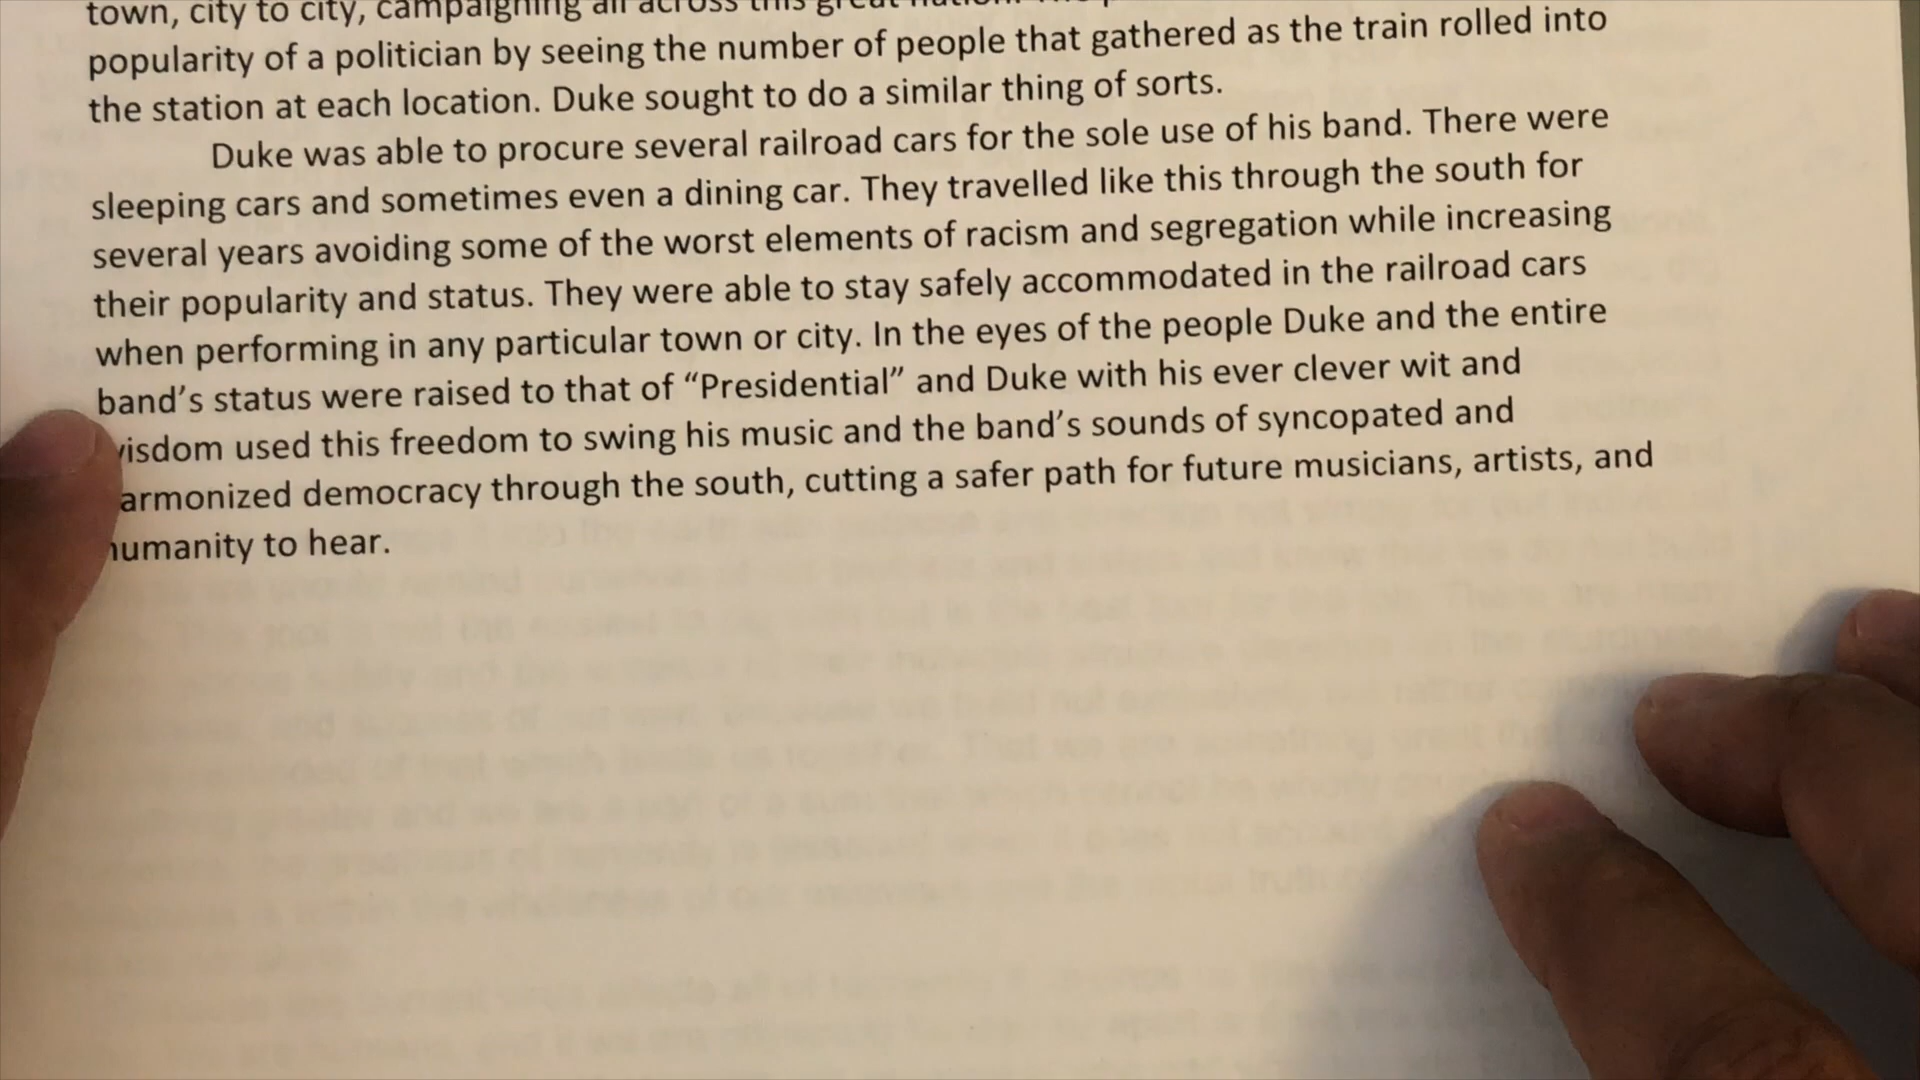 town, city to city, campaigning all across this great nation.
popularity of a politician by seeing the number of people that gathered as the train rolled into
the station at each location. Duke sought to do a similar thing of sorts.
Duke was able to procure several railroad cars for the sole use of his band. There were
sleeping cars and sometimes even a dining car. They travelled like this through the south for
several years avoiding some of the worst elements of racism and segregation while increasing
their popularity and status. They were able to stay safely accommodated in the railroad cars
when performing in any particular town or city. In the eyes of the people Duke and the entire
band’s status were raised to that of “Presidential” and Duke with his ever clever wit and
isdom used this freedom to swing his music and the band’s sounds of syncopated and
armonized democracy through the south, cutting a safer path for future musicians, artists, and
umanity to hear.